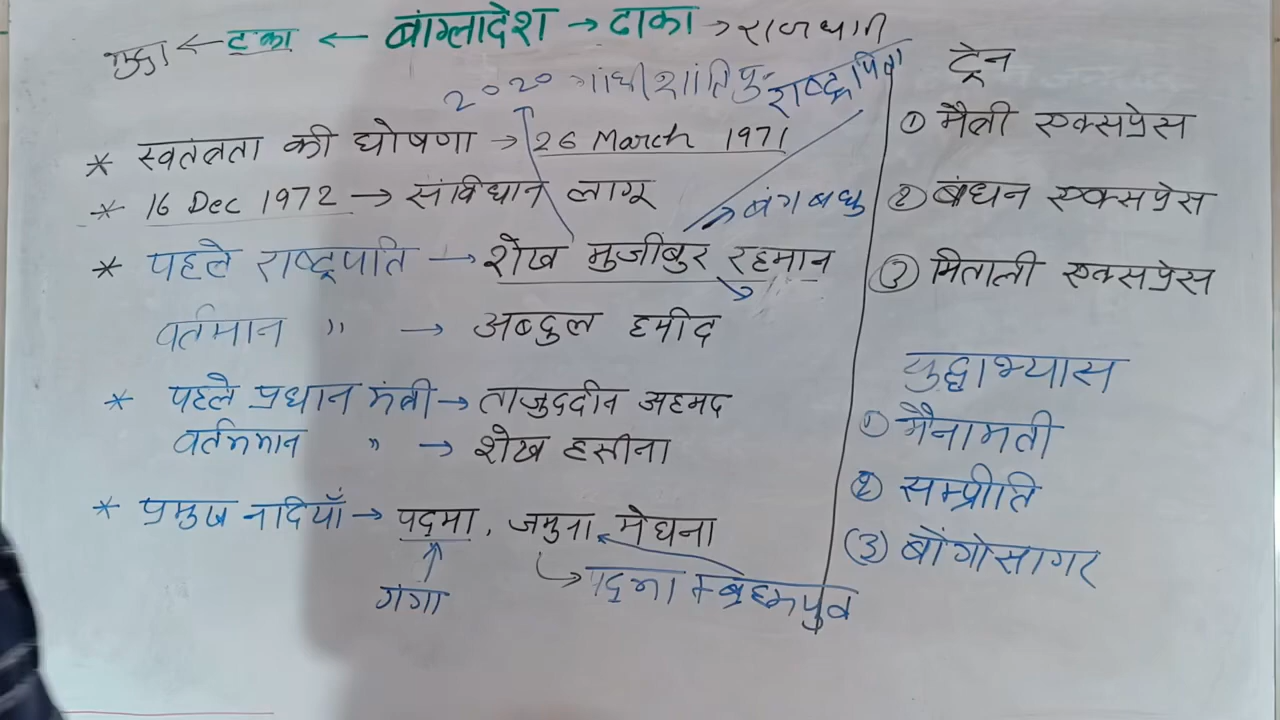 मुद्रा ← टका ← बांग्लादेश → ढाका → राजधानी
2020 गांधी शांति पु. राष्ट्रपिता
* स्वतंत्रता की घोषणा → 26 March 1971
* 16 Dec 1972 → संविधान लागू
→ बंगबंधु
* पहले राष्ट्रपति → शेख मुजीबुर रहमान
वर्तमान " → अब्दुल हमीद
* पहले प्रधान मंत्री → ताजुददीन अहमद
वर्तममान " → शेख हसीना
* प्रमुख नदियाँ → पद्मा, जमुना, मेघना
गंगा
→ पद्मा + ब्रह्मपुत्र
ट्रेन
① मैत्री एक्सप्रेस
② बंधन एक्सप्रेस
③ मिताली एक्सप्रेस
युद्धाभ्यास
① मैनामती
② सम्प्रीति
③ बोंगोसागर